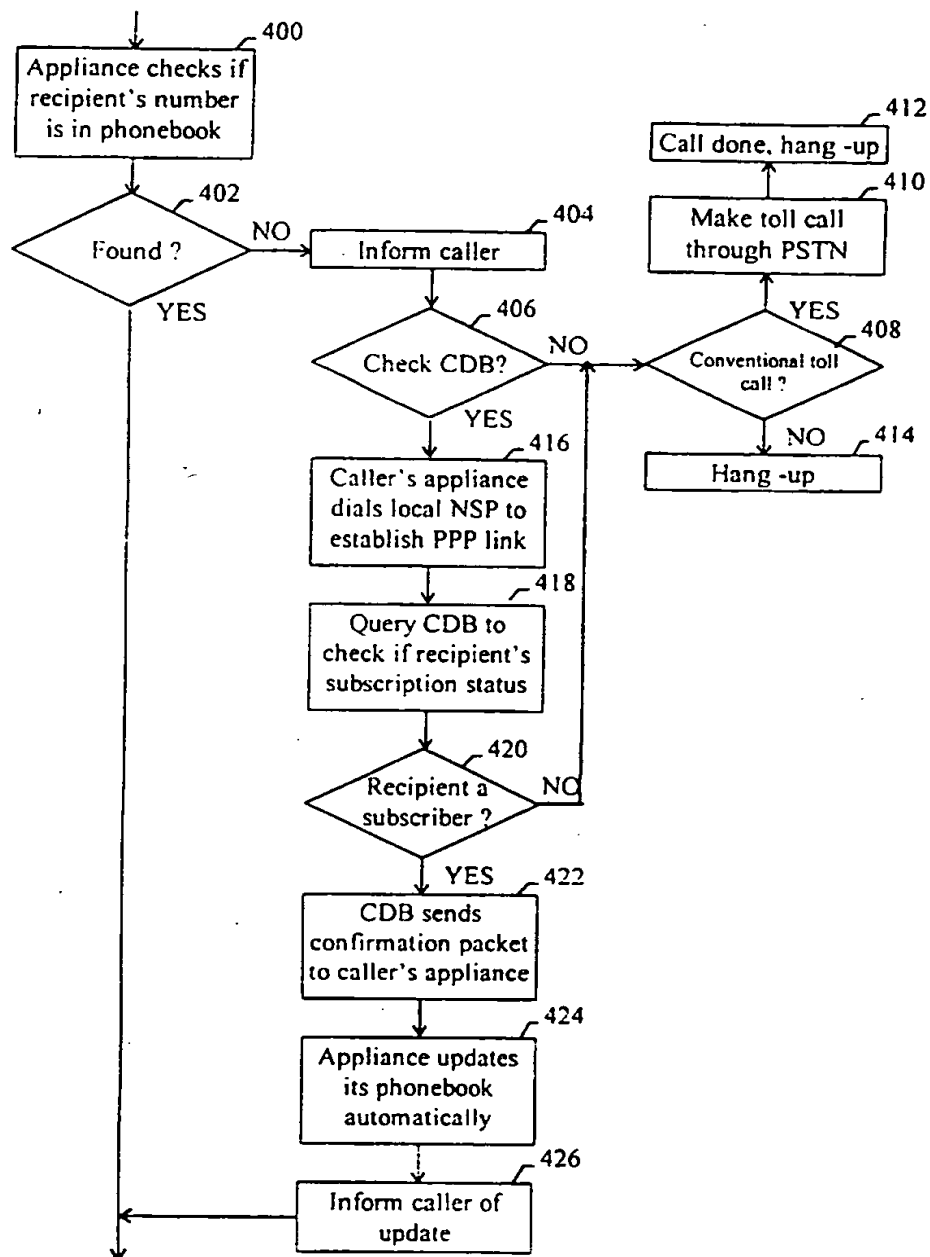 400
Appliance checks if
recipient's number
is in phonebook
402
Found ?
NO
YES
404
Inform caller
406
Check CDB?
NO
YES
412
Call done, hang -up
410
Make toll call
through PSTN
YES
408
Conventional toll
call ?
NO
414
Hang -up
416
Caller's appliance
dials local NSP to
establish PPP link
418
Query CDB to
check if recipient's
subscription status
420
Recipient a
subscriber ?
NO
YES
422
CDB sends
confirmation packet
to caller's appliance
424
Appliance updates
its phonebook
automatically
426
Inform caller of
update